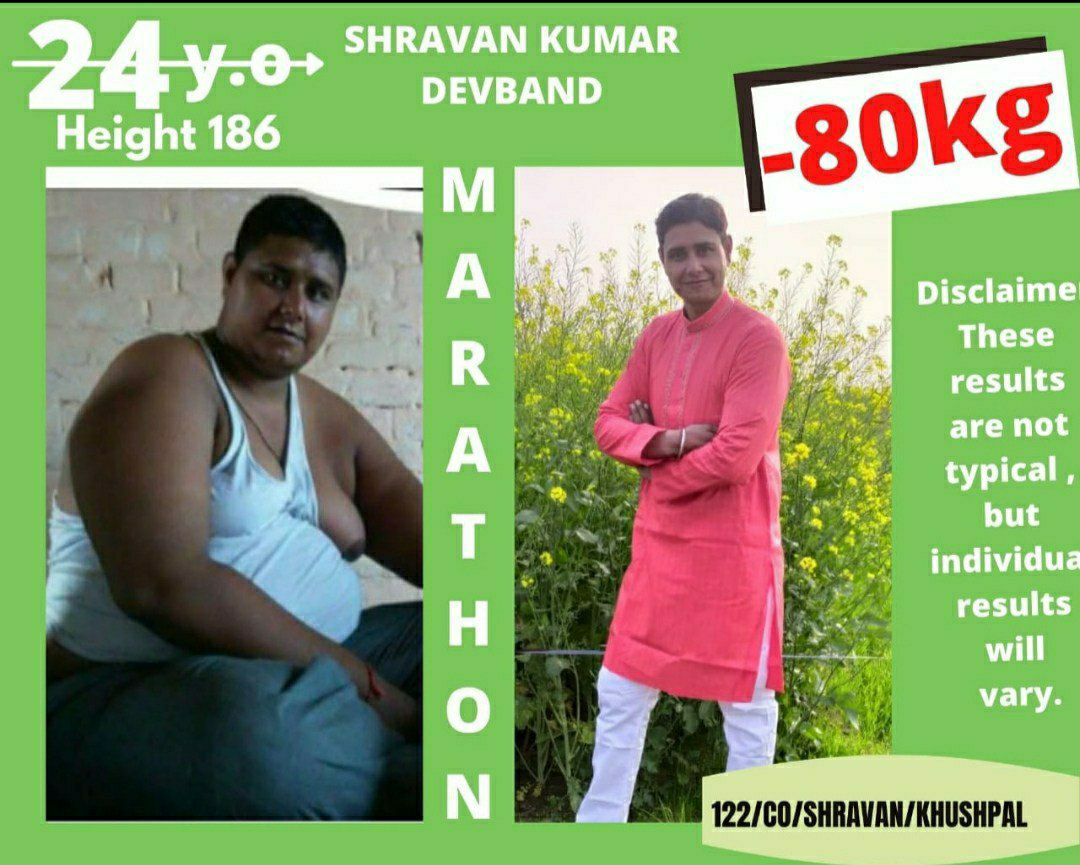 24 y.o
Height 186
SHRAVAN KUMAR
DEVBAND
-80kg
M
A
R
A
T
H
O
N
Disclaimer
These
results
are not
typical ,
but
individua
results
will
vary.
122/CO/SHRAVAN/KHUSHPAL